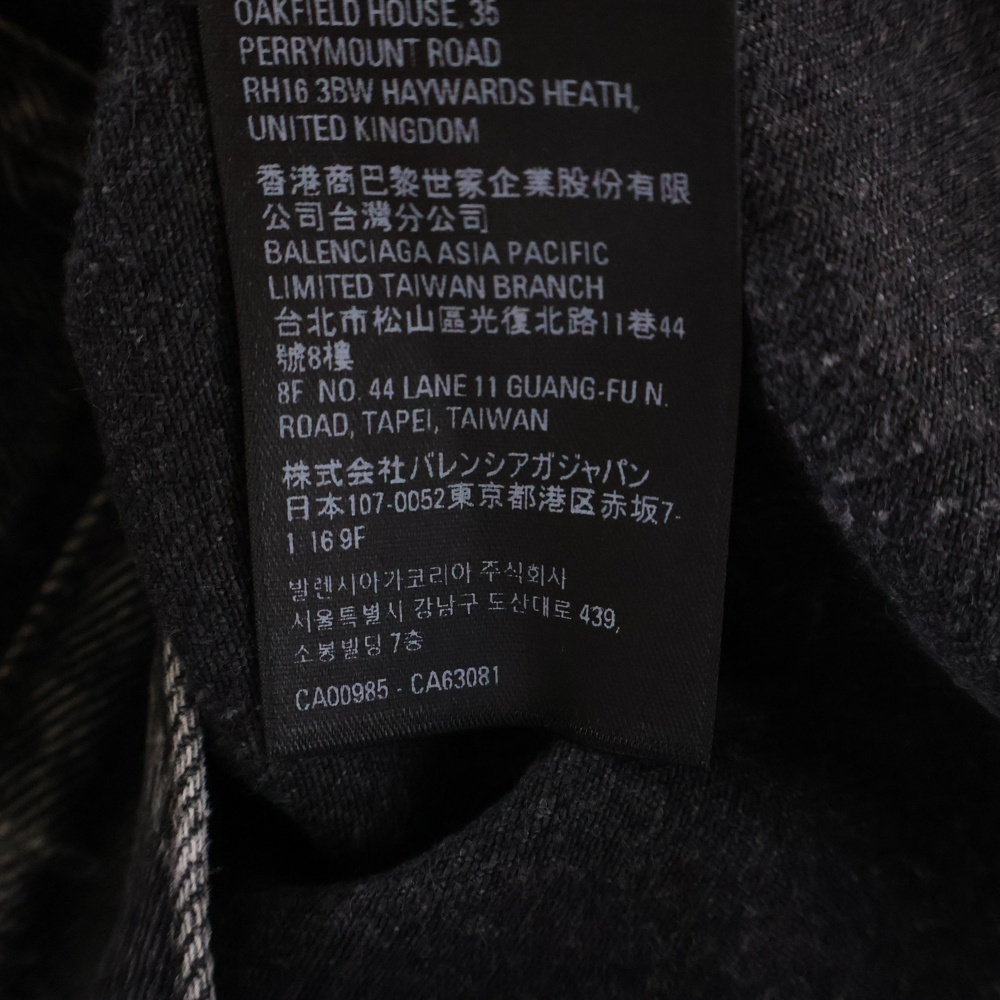 OAKFIELD HOUSE, 35
PERRYMOUNT ROAD
RH16 3BW HAYWARDS HEATH,
UNITED KINGDOM
香港商巴黎世家企業股份有限
公司台灣分公司
BALENCIAGA ASIA PACIFIC
LIMITED TAIWAN BRANCH
台北市松山區光復北路11巷44
號8樓
8F NO. 44 LANE 11 GUANG-FU N.
ROAD, TAPEI, TAIWAN
株式会社バレンシアガジャパン
日本107-0052東京都港区赤坂7-
1 16 9F
발렌시아가코리아 주식회사
서울특별시 강남구 도산대로 439,
소봉빌딩 7층
CA00985 - CA63081